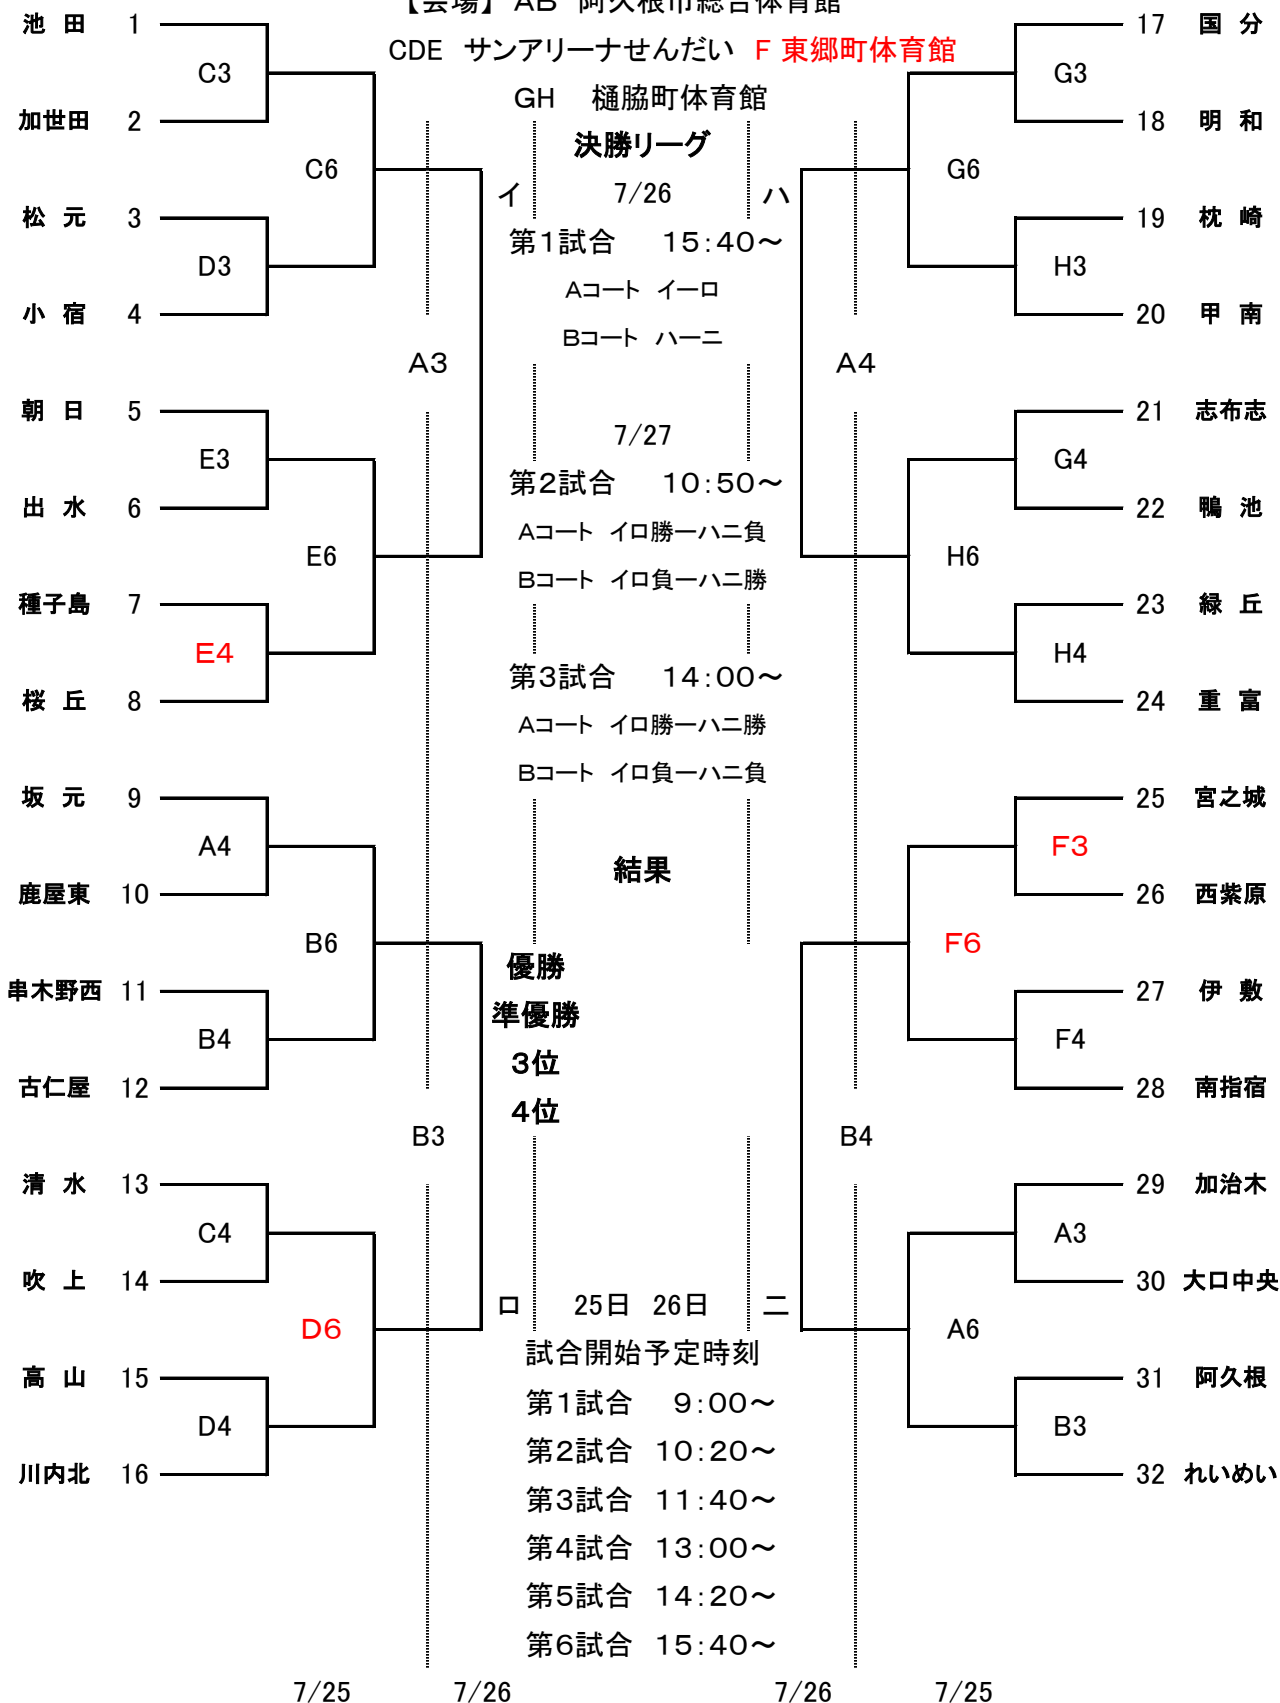 【会場】 AB 阿久根市総合体育館
CDE サンアリーナせんだい F 東郷町体育館
GH 樋脇町体育館
池 田 1
C3
加世田 2
C6
松 元 3
D3
小 宿 4
A3
朝 日 5
E3
出 水 6
E6
種子島 7
E4
桜 丘 8
坂 元 9
A4
鹿屋東 10
B6
串木野西 11
B4
古仁屋 12
B3
清 水 13
C4
吹 上 14
D6
高 山 15
D4
川内北 16
7/25
7/26
決勝リーグ
イ 7/26 ハ
第1試合 15:40～
Aコート イーロ
Bコート ハーニ
7/27
第2試合 10:50～
Aコート イロ勝ーハニ負
Bコート イロ負ーハニ勝
第3試合 14:00～
Aコート イロ勝ーハニ勝
Bコート イロ負ーハニ負
結果
優勝
準優勝
3位
4位
ロ 25日 26日 ニ
試合開始予定時刻
第1試合 9:00～
第2試合 10:20～
第3試合 11:40～
第4試合 13:00～
第5試合 14:20～
第6試合 15:40～
17 国 分
G3
18 明 和
G6
19 枕 崎
H3
20 甲 南
A4
21 志布志
G4
22 鴨 池
H6
23 緑 丘
H4
24 重 富
25 宮之城
F3
26 西紫原
F6
27 伊 敷
F4
28 南指宿
B4
29 加治木
A3
30 大口中央
A6
31 阿久根
B3
32 れいめい
7/26
7/25